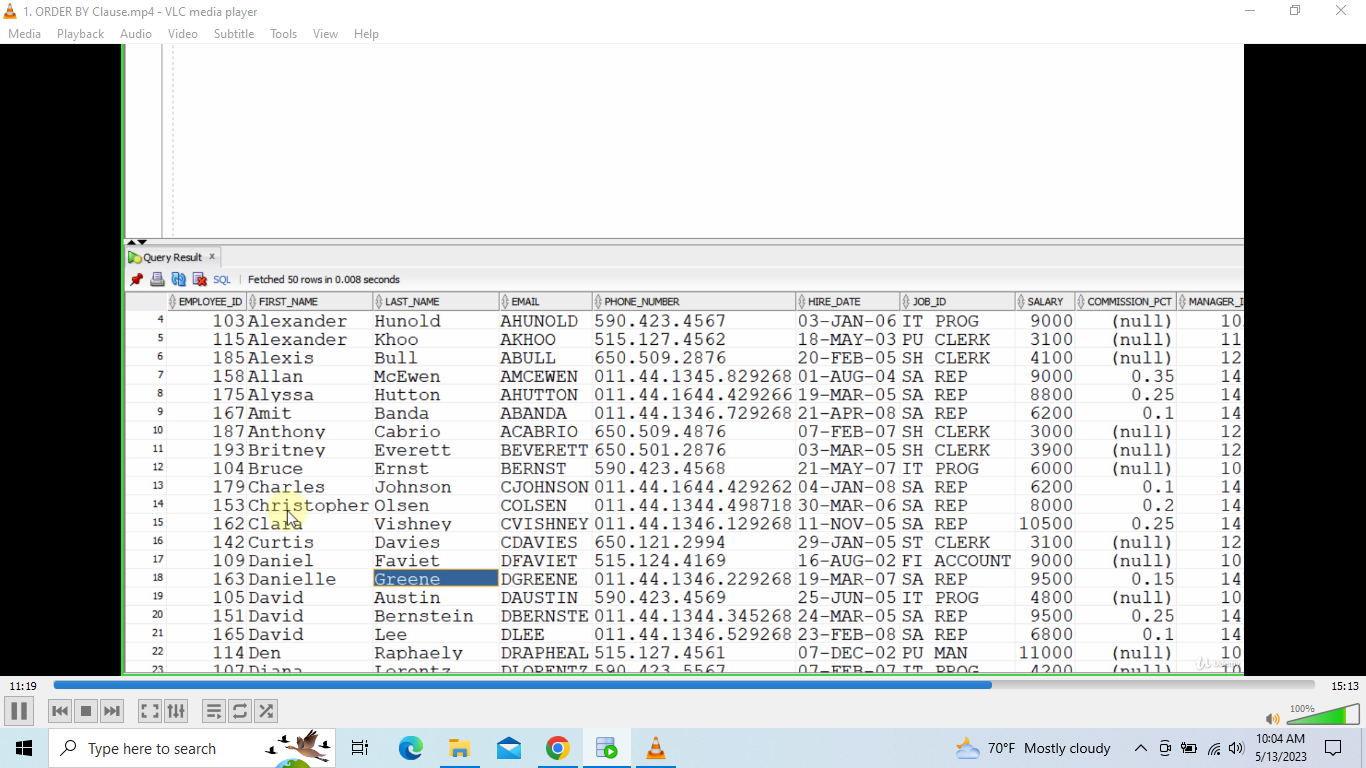 1. ORDER BY Clause.mp4 - VLC media player
Media Playback Audio Video Subtitle Tools View Help
Query Result x
SQL | Fetched 50 rows in 0.008 seconds
EMPLOYEE_ID FIRST_NAME LAST_NAME EMAIL PHONE_NUMBER HIRE_DATE JOB_ID SALARY COMMISSION_PCT MANAGER_I
4 103 Alexander Hunold AHUNOLD 590.423.4567 03-JAN-06 IT PROG 9000 (null) 10
5 115 Alexander Khoo AKHOO 515.127.4562 18-MAY-03 PU CLERK 3100 (null) 11
6 185 Alexis Bull ABULL 650.509.2876 20-FEB-05 SH CLERK 4100 (null) 12
7 158 Allan McEwen AMCEWEN 011.44.1345.829268 01-AUG-04 SA REP 9000 0.35 14
8 175 Alyssa Hutton AHUTTON 011.44.1644.429266 19-MAR-05 SA REP 8800 0.25 14
9 167 Amit Banda ABANDA 011.44.1346.729268 21-APR-08 SA REP 6200 0.1 14
10 187 Anthony Cabrio ACABRIO 650.509.4876 07-FEB-07 SH CLERK 3000 (null) 12
11 193 Britney Everett BEVERETT 650.501.2876 03-MAR-05 SH CLERK 3900 (null) 12
12 104 Bruce Ernst BERNST 590.423.4568 21-MAY-07 IT PROG 6000 (null) 10
13 179 Charles Johnson CJOHNSON 011.44.1644.429262 04-JAN-08 SA REP 6200 0.1 14
14 153 Christopher Olsen COLSEN 011.44.1344.498718 30-MAR-06 SA REP 8000 0.2 14
15 162 Clara Vishney CVISHNEY 011.44.1346.129268 11-NOV-05 SA REP 10500 0.25 14
16 142 Curtis Davies CDAVIES 650.121.2994 29-JAN-05 ST CLERK 3100 (null) 12
17 109 Daniel Faviet DFAVIET 515.124.4169 16-AUG-02 FI ACCOUNT 9000 (null) 10
18 163 Danielle Greene DGREENE 011.44.1346.229268 19-MAR-07 SA REP 9500 0.15 14
19 105 David Austin DAUSTIN 590.423.4569 25-JUN-05 IT PROG 4800 (null) 10
20 151 David Bernstein DBERNSTE 011.44.1344.345268 24-MAR-05 SA REP 9500 0.25 14
21 165 David Lee DLEE 011.44.1346.529268 23-FEB-08 SA REP 6800 0.1 14
22 114 Den Raphaely DRAPHEAL 515.127.4561 07-DEC-02 PU MAN 11000 (null) 11
23 107 Diana Lorentz DLORENTZ 590.423.5567 07-FEB-07 IT PROG 4200 (null) 10
11:19 15:13
100%
Type here to search
70°F Mostly cloudy
10:04 AM
5/13/2023